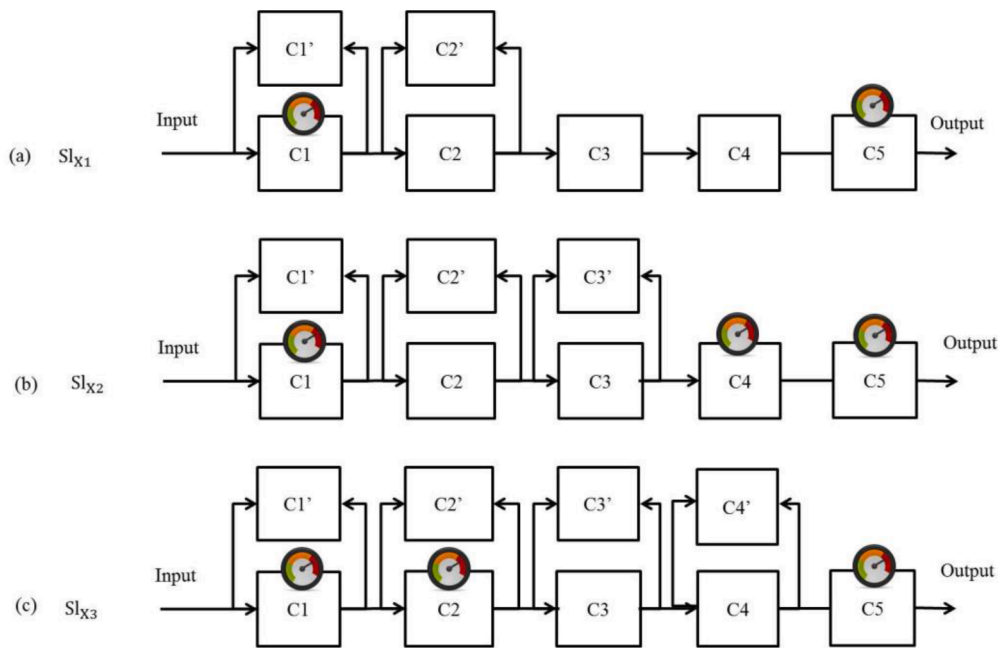 C1’ C2’
Input Output
(a) Sl_X1 C1 C2 C3 C4 C5
C1’ C2’ C3’
Input Output
(b) Sl_X2 C1 C2 C3 C4 C5
C1’ C2’ C3’ C4’
Input Output
(c) Sl_X3 C1 C2 C3 C4 C5